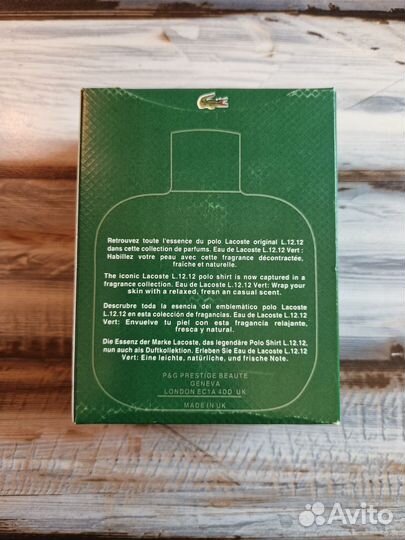 Retrouvez toute l'essence du polo Lacoste original L.12.12
dans cette collection de parfums. Eau de Lacoste L.12.12 Vert :
Habillez votre peau avec cette fragrance décontractée,
fraîche et naturelle.
The iconic Lacoste L.12.12 polo shirt is now captured in a
fragrance collection. Eau de Lacoste L.12.12 Vert: Wrap your
skin with a relaxed, fresh an casual scent.
Descrubre toda la esencia del emblemático polo Lacoste
L.12.12 en esta colección de fragancias. Eau de Lacoste L.12.12
Vert: Envuelve tu piel con esta fragancia relajante,
fresca y natural.
Die Essenz der Marke Lacoste, das legendäre Polo Shirt L.12.12,
nun auch als Duftkollektion. Erleben Sie Eau de Lacoste L.12.12
Vert: Eine leichte, natürliche, und frische Note.
P&G PRESTIGE BEAUTE
GENEVA
LONDON EC1A 4DD UK
MADE IN UK
Avito